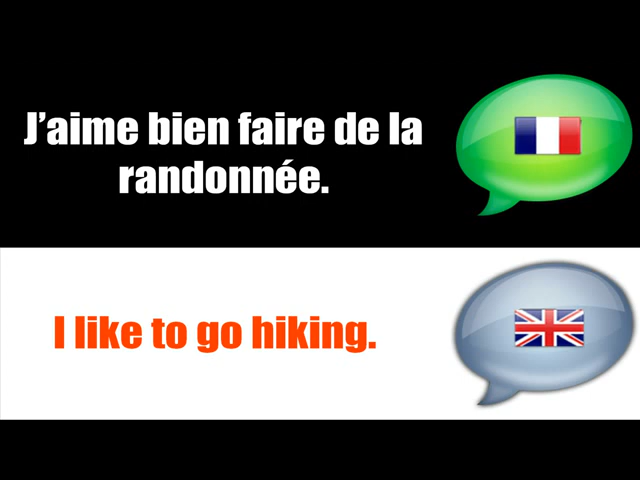 J’aime bien faire de la
randonnée.
I like to go hiking.